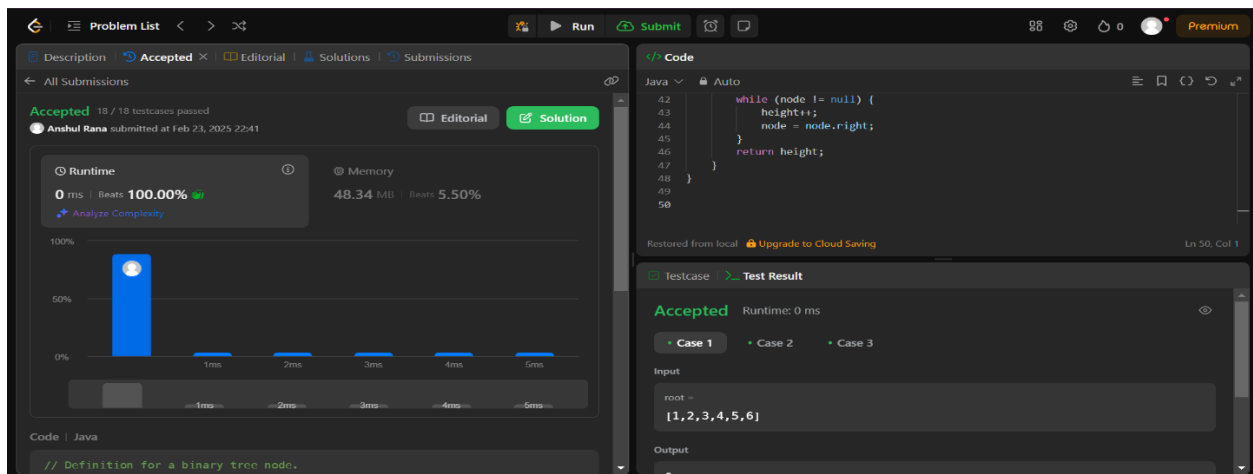 Problem List
Run
Submit
0
Premium
Description
Accepted
Editorial
Solutions
Submissions
All Submissions
Accepted 18 / 18 testcases passed
Anshul Rana submitted at Feb 23, 2025 22:41
Editorial
Solution
Runtime
0 ms | Beats 100.00%
Analyze Complexity
Memory
48.34 MB | Beats 5.50%
100%
50%
0%
1ms 2ms 3ms 4ms 5ms
1ms 2ms 3ms 4ms 5ms
Code | Java
// Definition for a binary tree node.
</> Code
Java Auto
42 while (node != null) {
43 height++;
44 node = node.right;
45 }
46 return height;
47 }
48 }
49
50
Restored from local Upgrade to Cloud Saving
Ln 50, Col 1
Testcase
>_ Test Result
Accepted Runtime: 0 ms
• Case 1 • Case 2 • Case 3
Input
root =
[1,2,3,4,5,6]
Output